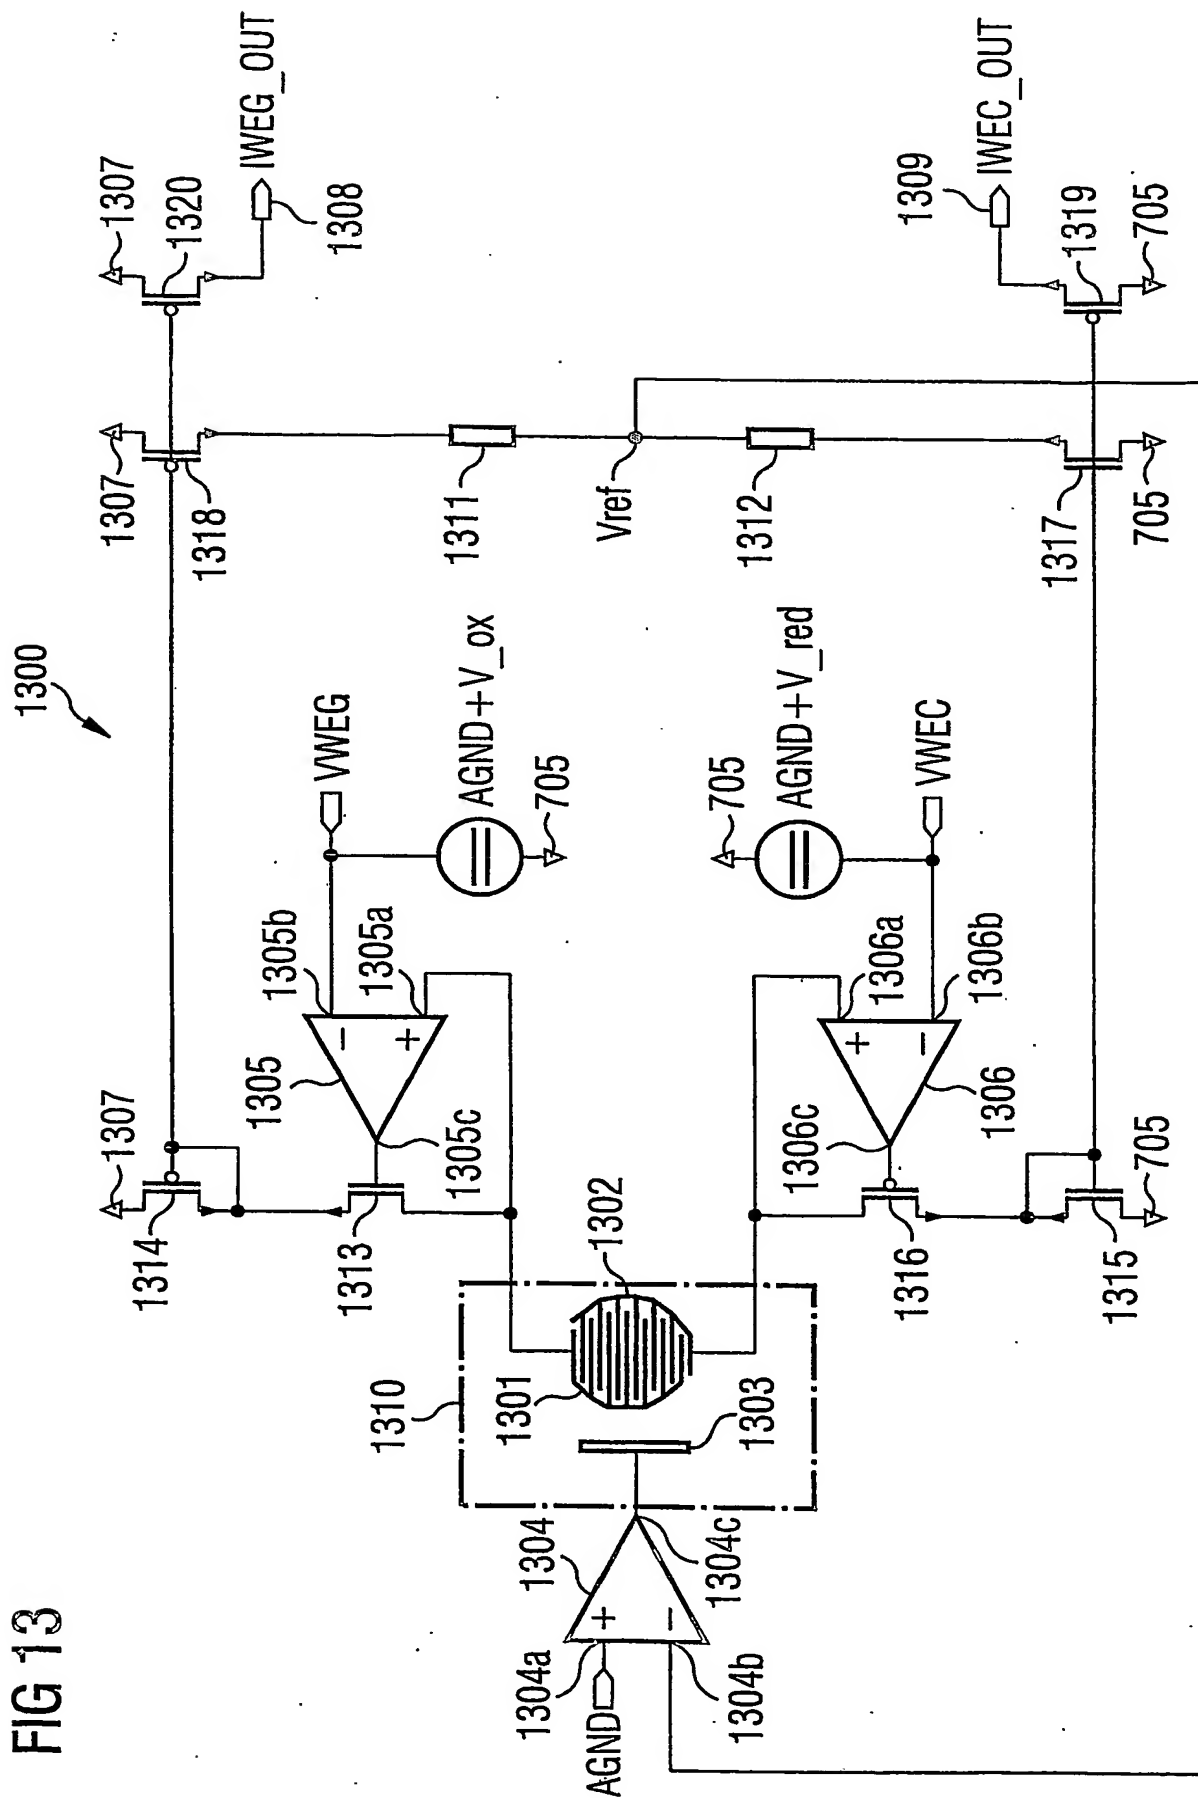 FIG 13
1300
1307
1314
1307
1318
1307
1320
IWEG_OUT
1308
1305
1305b
1305a
1305c
1313
VWEG
AGND+V_ox
705
1311
Vref
1312
1310
1301
1302
1303
1304
1304a
1304b
1304c
AGND
+
−
−
+
+
−
705
AGND+V_red
VWEC
1306a
1306b
1306c
1306
1316
1315
705
1317
705
1309
IWEC_OUT
1319
705